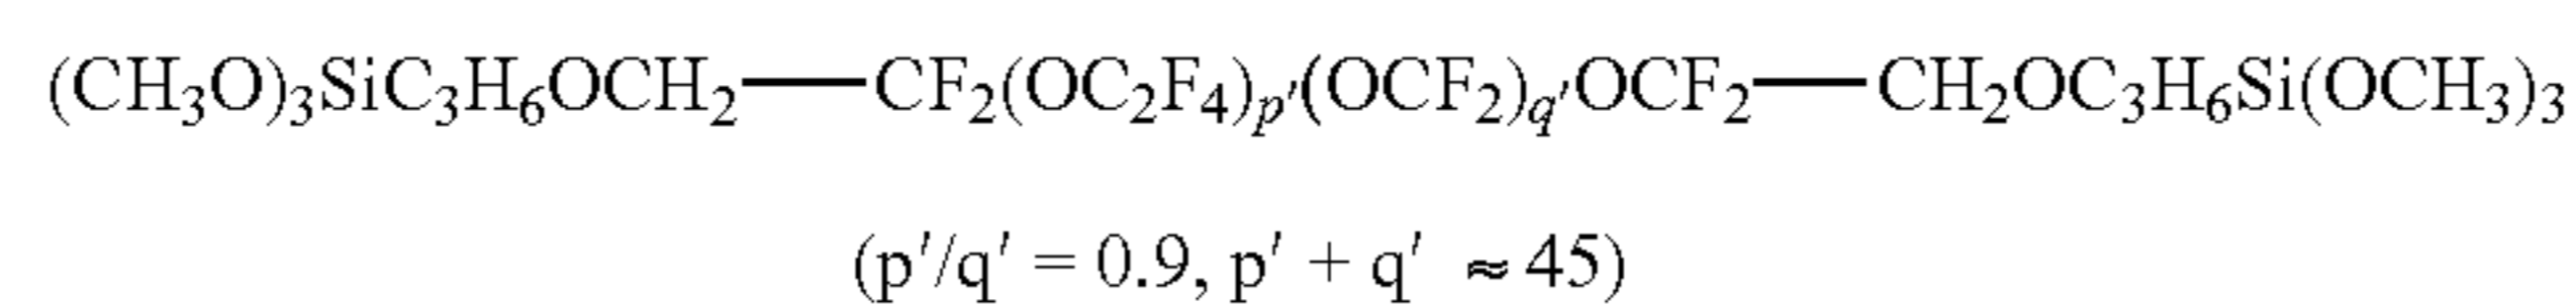 (CH₃O)₃SiC₃H₆OCH₂—CF₂(OC₂F₄)ₚ′(OCF₂)q′OCF₂—CH₂OC₃H₆Si(OCH₃)₃
(p′/q′ = 0.9, p′ + q′ ≈ 45)